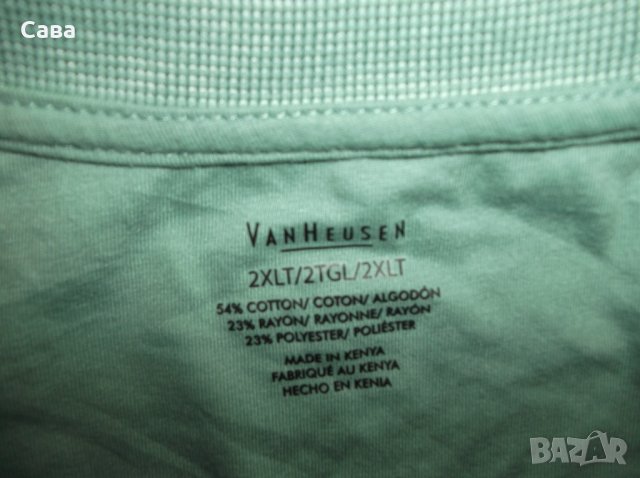 Сава
VANHEUSEN
2XLT/2TGL/2XLT
54% COTTON/ COTON/ ALGODÓN
23% RAYON/ RAYONNE/ RAYÓN
23% POLYESTER/ POLIÉSTER
MADE IN KENYA
FABRIQUÉ AU KENYA
HECHO EN KENIA
BAZAR